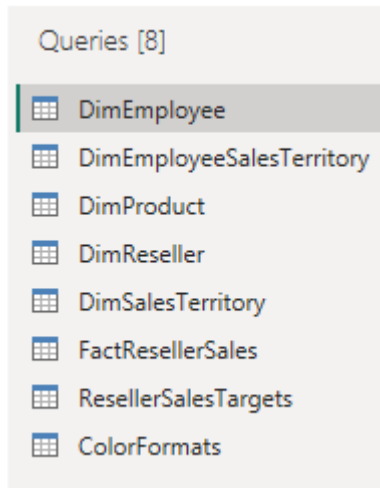 Queries [8]
DimEmployee
DimEmployeeSalesTerritory
DimProduct
DimReseller
DimSalesTerritory
FactResellerSales
ResellerSalesTargets
ColorFormats